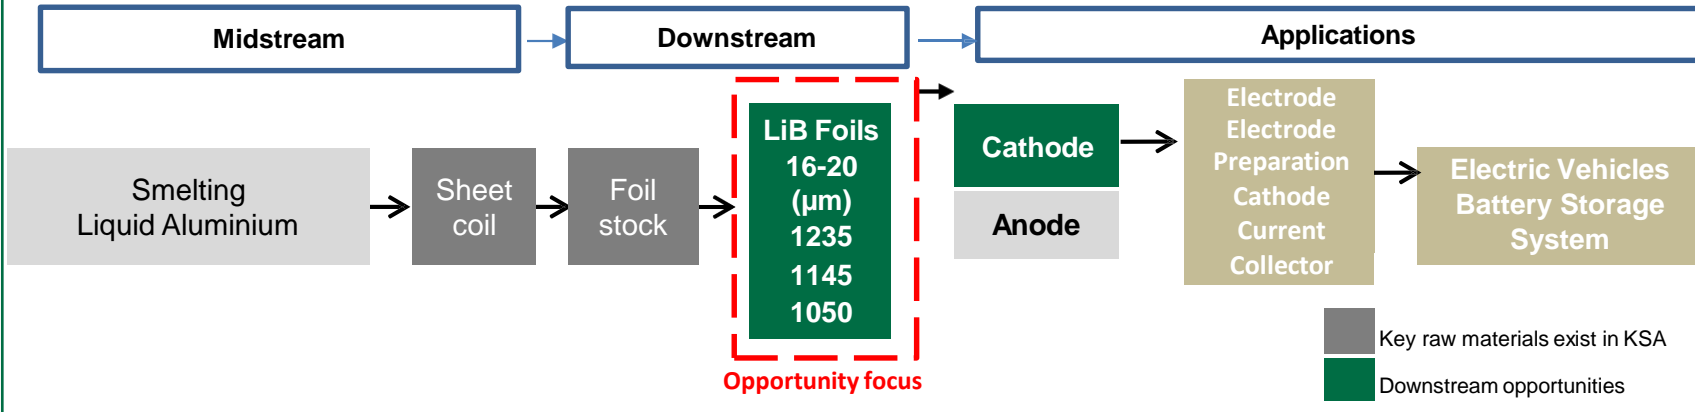 Midstream
Downstream
Applications
Smelting
Liquid Aluminium
Sheet
coil
Foil
stock
LiB Foils
16-20
(µm)
1235
1145
1050
Opportunity focus
Cathode
Anode
Electrode
Electrode
Preparation
Cathode
Current
Collector
Electric Vehicles
Battery Storage
System
Key raw materials exist in KSA
Downstream opportunities